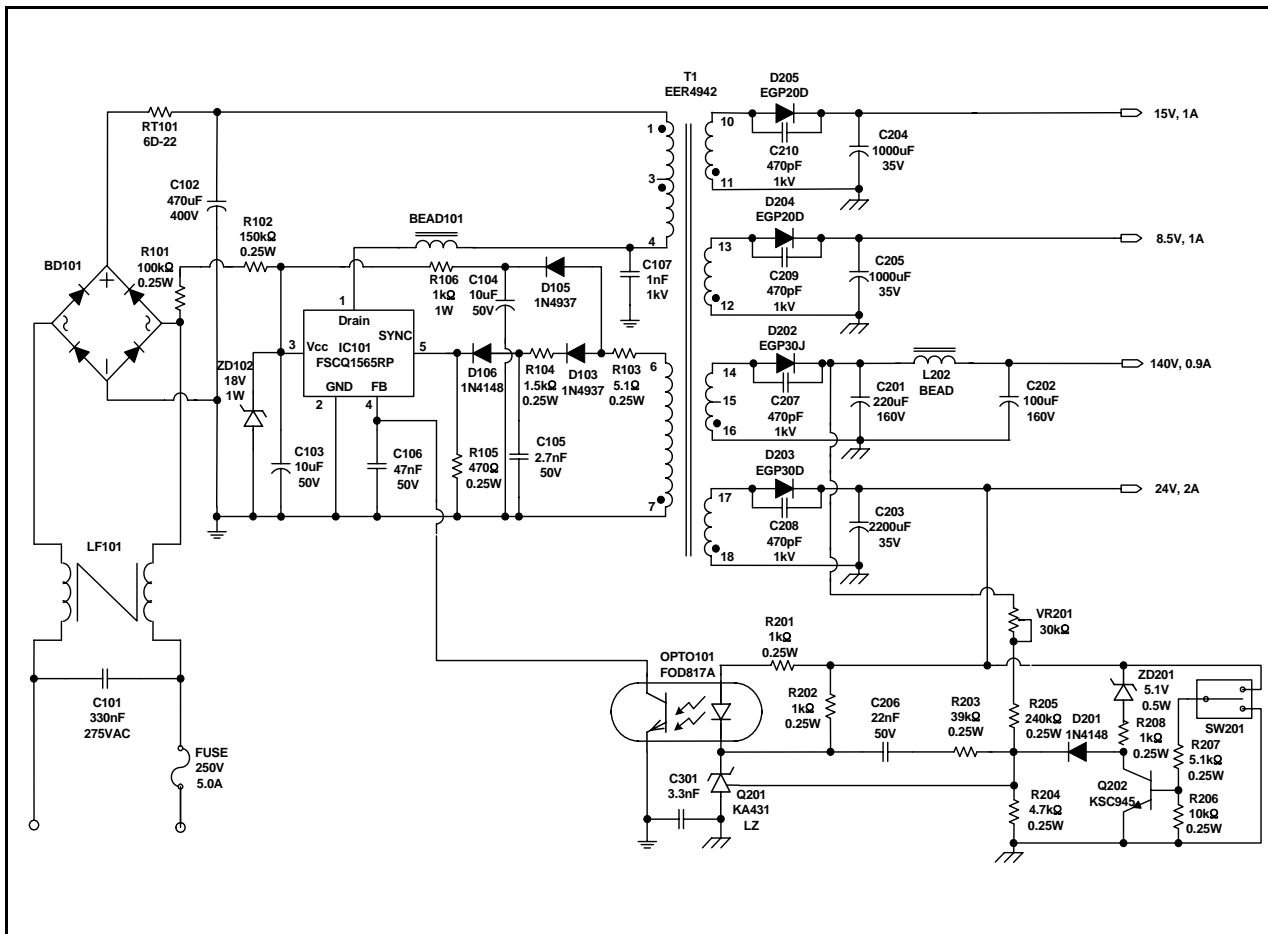 T1
EER4942
RT101
6D-22
C102
470uF
400V
R102
150kΩ
0.25W
R101
100kΩ
0.25W
BD101
BEAD101
1
3
4
R106
1kΩ
1W
C104
10uF
50V
D105
1N4937
C107
1nF
1kV
1
Drain
SYNC
3
Vcc
IC101
FSCQ1565RP
5
GND
FB
2
4
ZD102
18V
1W
D106
1N4148
R104
1.5kΩ
0.25W
D103
1N4937
R103
5.1Ω
0.25W
6
7
C103
10uF
50V
C106
47nF
50V
R105
470Ω
0.25W
C105
2.7nF
50V
LF101
C101
330nF
275VAC
FUSE
250V
5.0A
D205
EGP20D
10
11
C210
470pF
1kV
C204
1000uF
35V
15V, 1A
D204
EGP20D
13
12
C209
470pF
1kV
C205
1000uF
35V
8.5V, 1A
D202
EGP30J
14
15
16
C207
470pF
1kV
C201
220uF
160V
L202
BEAD
C202
100uF
160V
140V, 0.9A
D203
EGP30D
17
18
C208
470pF
1kV
C203
2200uF
35V
24V, 2A
VR201
30kΩ
OPTO101
FOD817A
R201
1kΩ
0.25W
R202
1kΩ
0.25W
C206
22nF
50V
R203
39kΩ
0.25W
R205
240kΩ
0.25W
D201
1N4148
ZD201
5.1V
0.5W
R208
1kΩ
0.25W
SW201
R207
5.1kΩ
0.25W
C301
3.3nF
Q201
KA431
LZ
R204
4.7kΩ
0.25W
Q202
KSC945
R206
10kΩ
0.25W